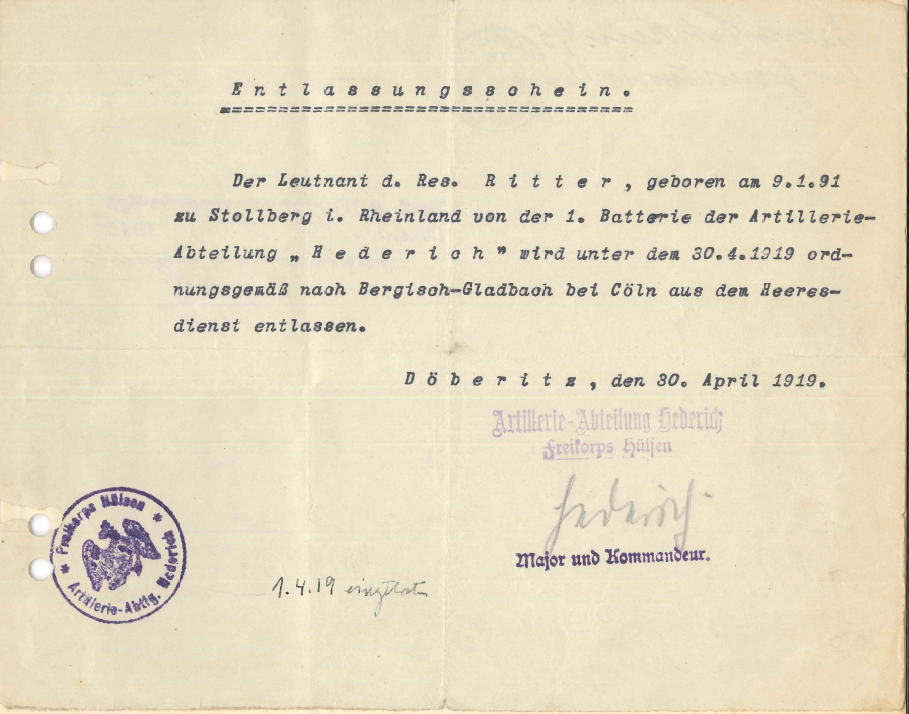 Entlassungsschein.
Der Leutnant d. Res. Ritter, geboren am 9.1.91
zu Stollberg i. Rheinland von der 1. Batterie der Artillerie-
Abteilung „Hederich" wird unter dem 30.4.1919 ord-
nungsgemäß nach Bergisch-Gladbach bei Cöln aus dem Heeres-
dienst entlassen.
Döberitz, den 30. April 1919.
Artillerie-Abteilung Hederich
Freikorps Hülsen
Hederich
Major und Kommandeur.
Freikorps Hülsen
Artillerie-Abtlg. Hederich
1.4.19 eingetreten